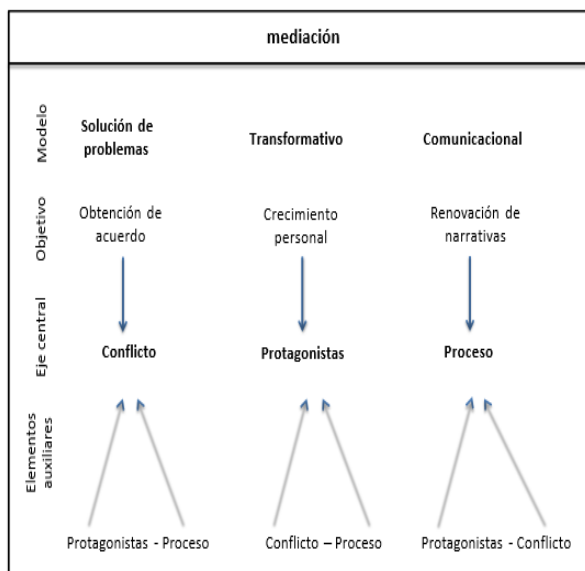 mediación
Modelo
Solución de
problemas
Transformativo
Comunicacional
Objetivo
Obtención de
acuerdo
Crecimiento
personal
Renovación de
narrativas
Eje central
Conflicto
Protagonistas
Proceso
Elementos
auxiliares
Protagonistas - Proceso
Conflicto – Proceso
Protagonistas - Conflicto